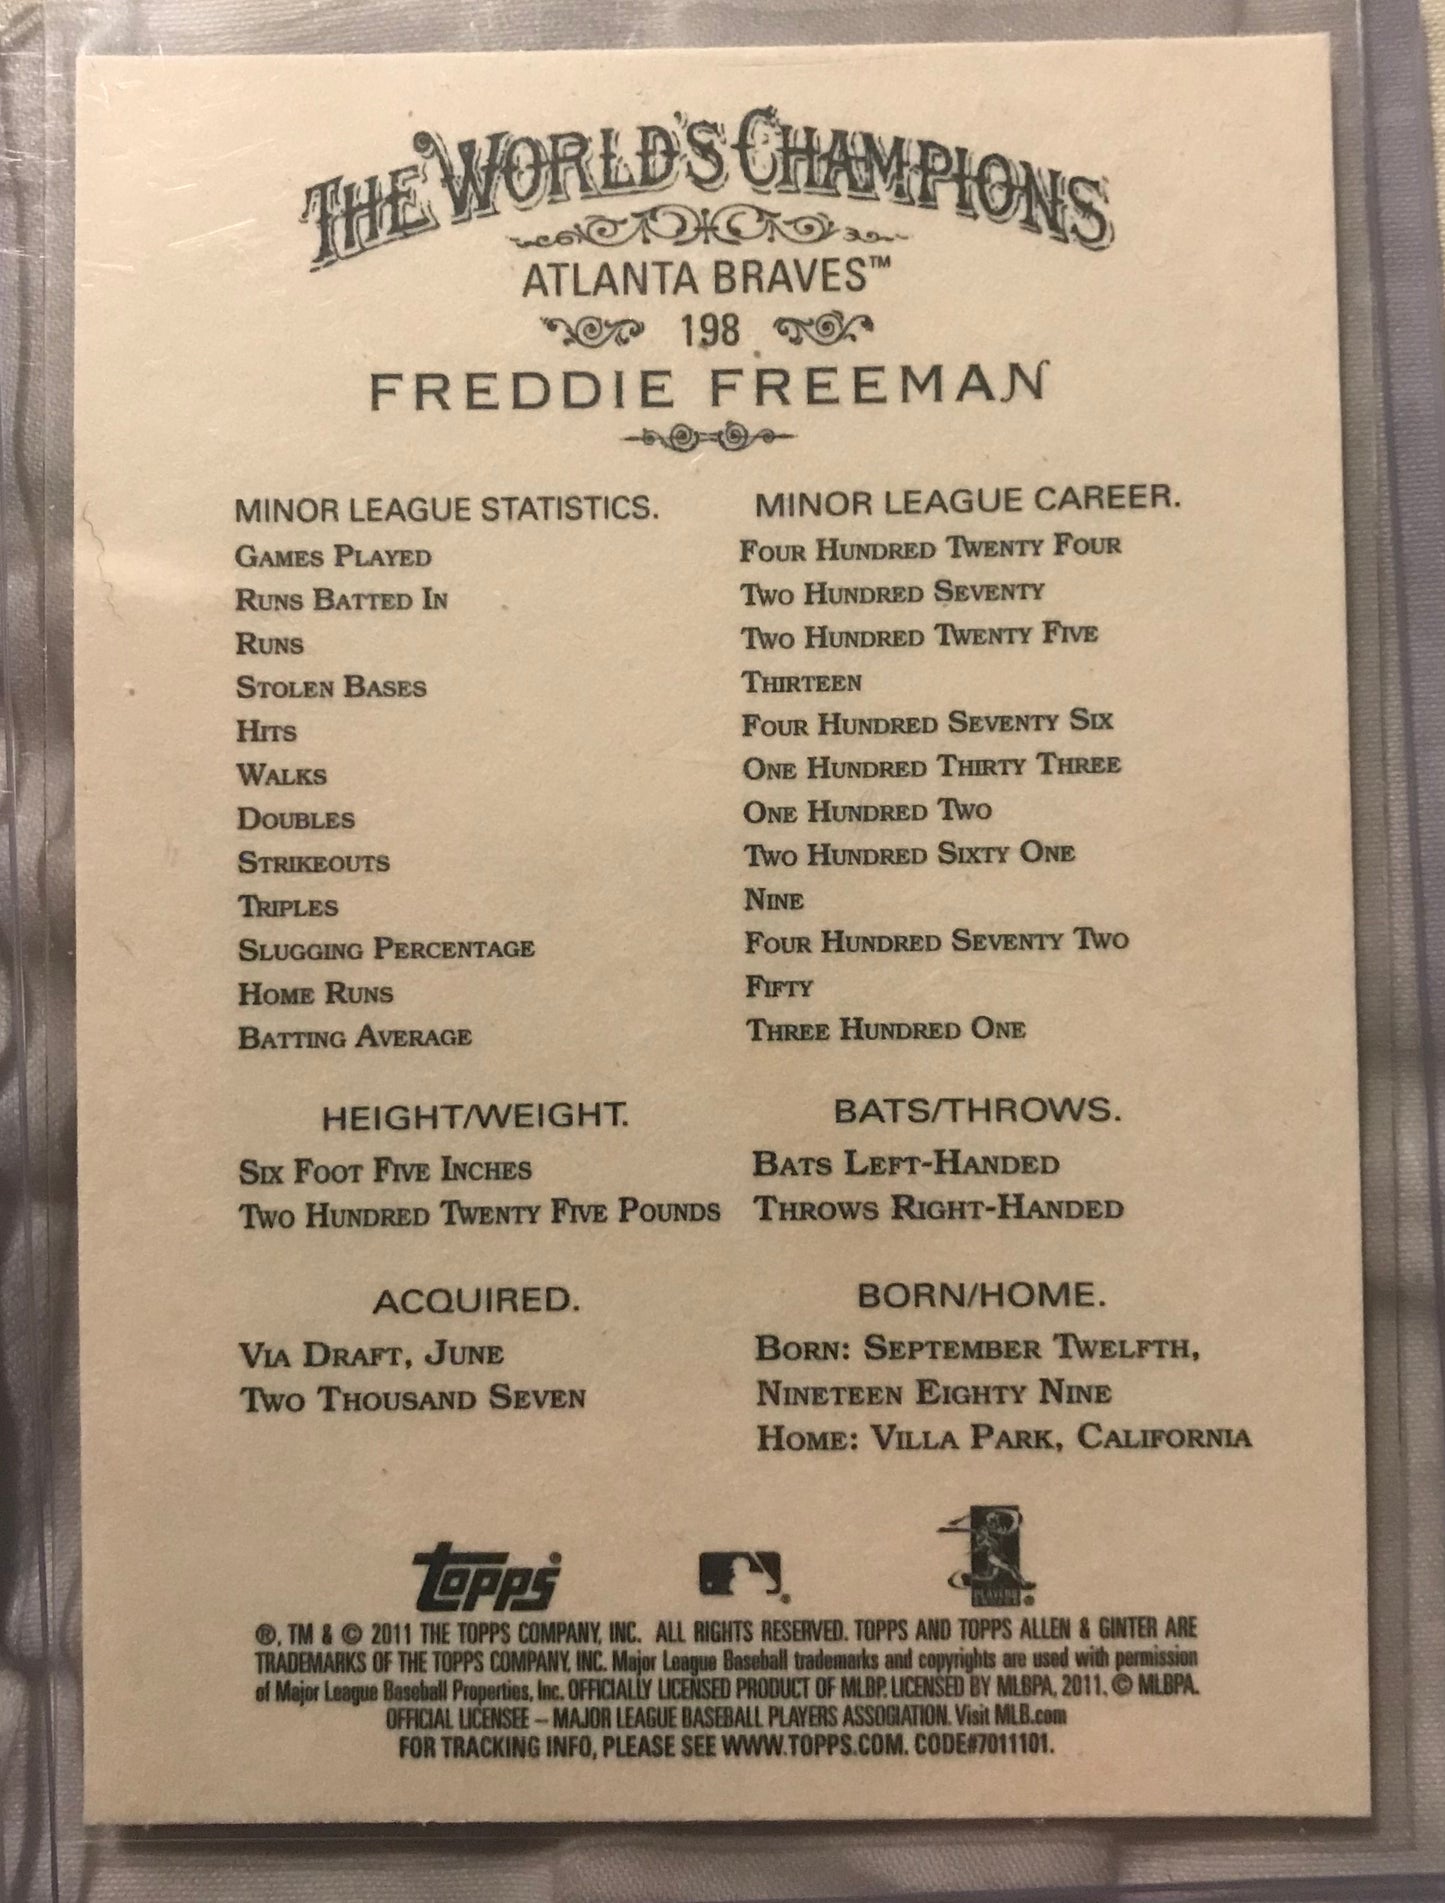 THE WORLD'S CHAMPIONS
ATLANTA BRAVES™
198
FREDDIE FREEMAN
MINOR LEAGUE STATISTICS. MINOR LEAGUE CAREER.
GAMES PLAYED FOUR HUNDRED TWENTY FOUR
RUNS BATTED IN TWO HUNDRED SEVENTY
RUNS TWO HUNDRED TWENTY FIVE
STOLEN BASES THIRTEEN
HITS FOUR HUNDRED SEVENTY SIX
WALKS ONE HUNDRED THIRTY THREE
DOUBLES ONE HUNDRED TWO
STRIKEOUTS TWO HUNDRED SIXTY ONE
TRIPLES NINE
SLUGGING PERCENTAGE FOUR HUNDRED SEVENTY TWO
HOME RUNS FIFTY
BATTING AVERAGE THREE HUNDRED ONE
HEIGHT/WEIGHT.
SIX FOOT FIVE INCHES
TWO HUNDRED TWENTY FIVE POUNDS
BATS/THROWS.
BATS LEFT-HANDED
THROWS RIGHT-HANDED
ACQUIRED.
VIA DRAFT, JUNE
TWO THOUSAND SEVEN
BORN/HOME.
BORN: SEPTEMBER TWELFTH,
NINETEEN EIGHTY NINE
HOME: VILLA PARK, CALIFORNIA
topps
PLAYERS
®, TM & © 2011 THE TOPPS COMPANY, INC. ALL RIGHTS RESERVED. TOPPS AND TOPPS ALLEN & GINTER ARE
TRADEMARKS OF THE TOPPS COMPANY, INC. Major League Baseball trademarks and copyrights are used with permission
of Major League Baseball Properties, Inc. OFFICIALLY LICENSED PRODUCT OF MLBP. LICENSED BY MLBPA, 2011. © MLBPA.
OFFICIAL LICENSEE – MAJOR LEAGUE BASEBALL PLAYERS ASSOCIATION. Visit MLB.com
FOR TRACKING INFO, PLEASE SEE WWW.TOPPS.COM. CODE#7011101.